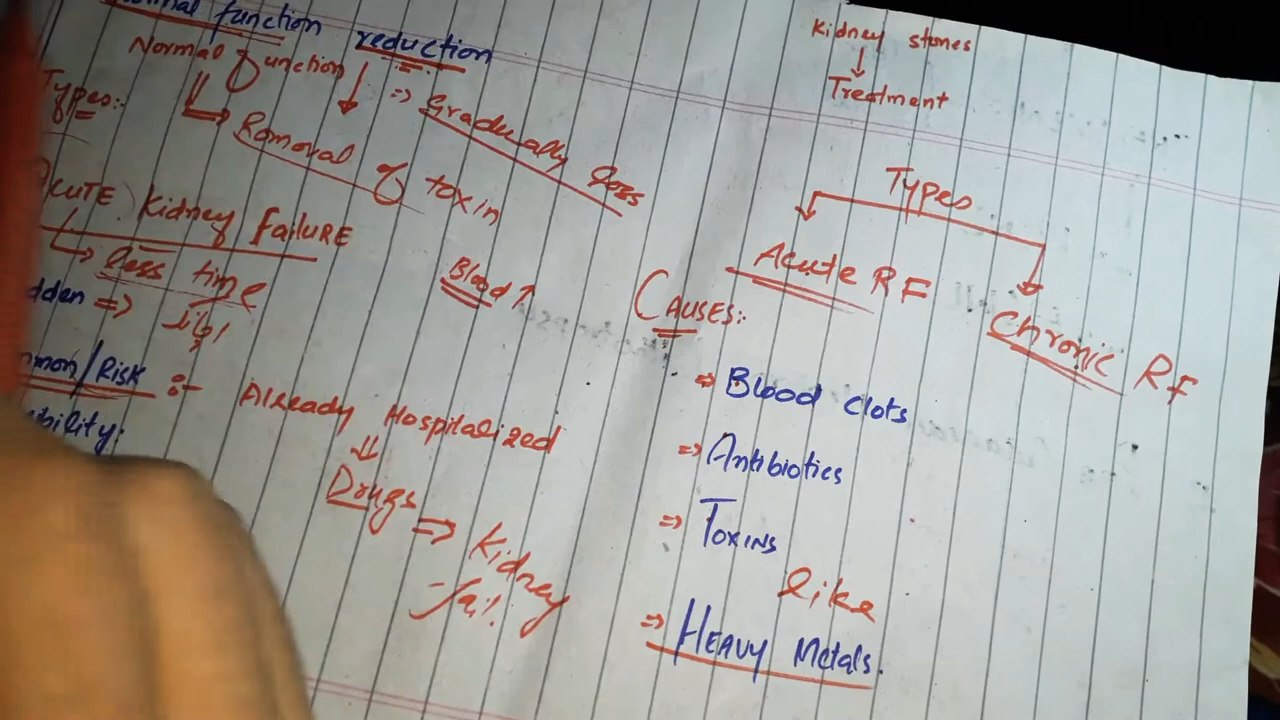 function reduction
Normal function
=> Gradually loss
Types:-
Romoval of toxin
ACUTE Kidney FAILURE
less time
=>
Blood ↑
/Risk :-
Already Hospitalized
Drugs => Kidney
fail
Kidney stones
Treatment
Types
Acute RF
Chronic RF
CAUSES:-
=> Blood clots
=> Antibiotics
=> TOXINS
like
=> HEAVY Metals.